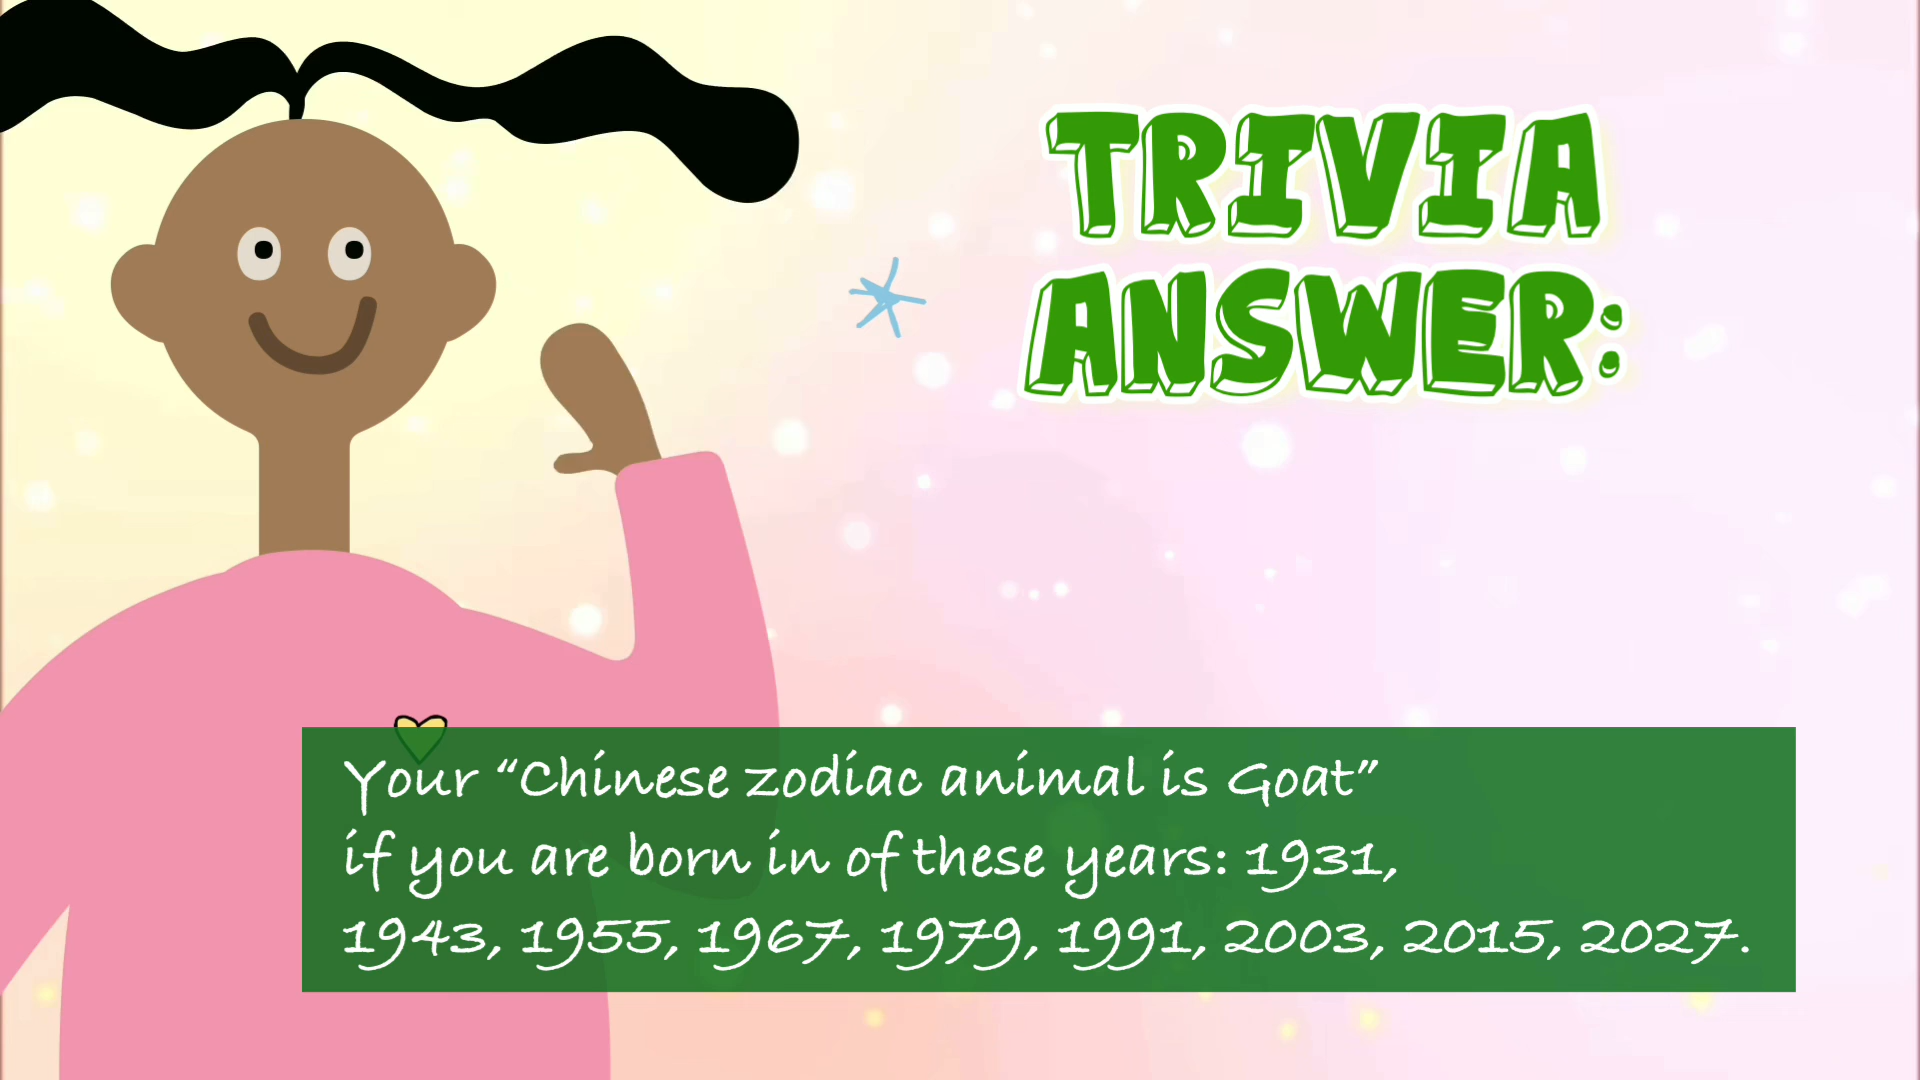 TRIVIA
ANSWER:
Your “Chinese zodiac animal is Goat”
if you are born in of these years: 1931,
1943, 1955, 1967, 1979, 1991, 2003, 2015, 2027.